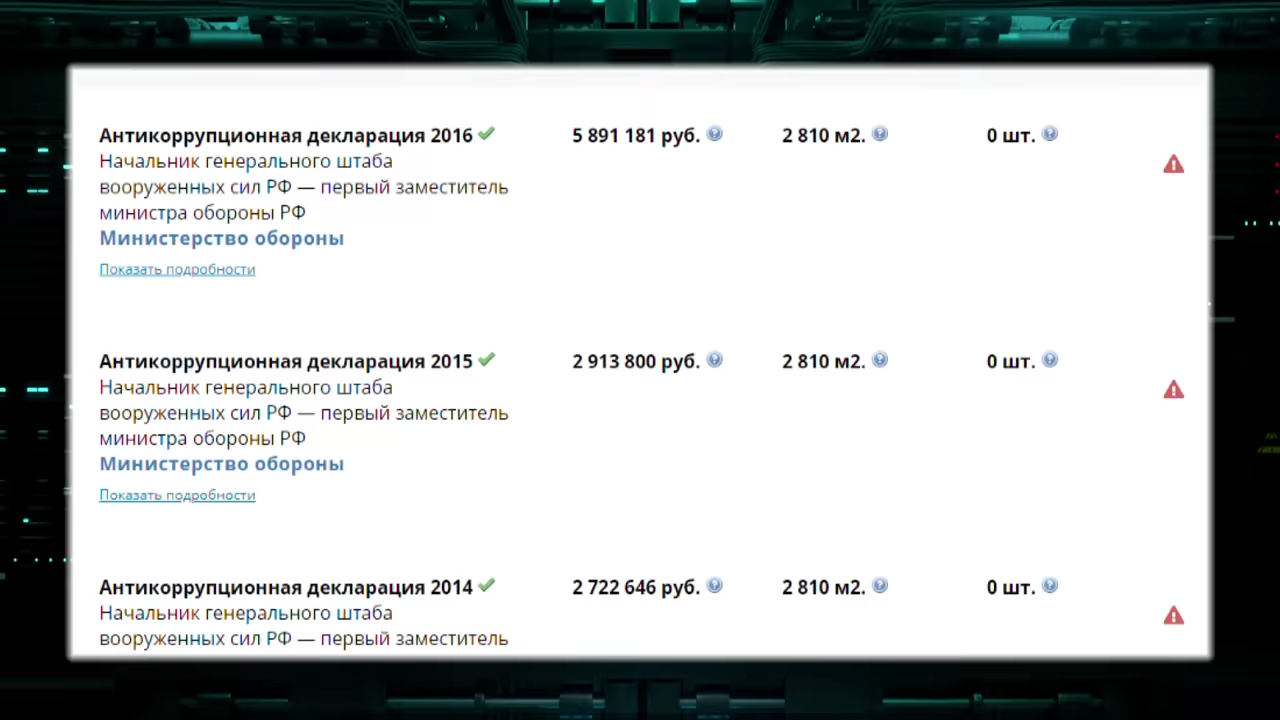 Антикоррупционная декларация 2016 5 891 181 руб. 2 810 м2. 0 шт.
Начальник генерального штаба
вооруженных сил РФ — первый заместитель
министра обороны РФ
Министерство обороны
Показать подробности
Антикоррупционная декларация 2015 2 913 800 руб. 2 810 м2. 0 шт.
Начальник генерального штаба
вооруженных сил РФ — первый заместитель
министра обороны РФ
Министерство обороны
Показать подробности
Антикоррупционная декларация 2014 2 722 646 руб. 2 810 м2. 0 шт.
Начальник генерального штаба
вооруженных сил РФ — первый заместитель